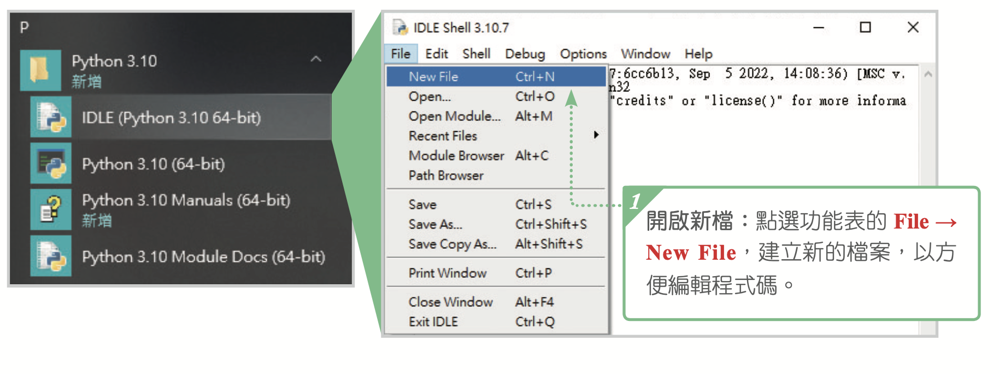 P
Python 3.10
新增
IDLE (Python 3.10 64-bit)
Python 3.10 (64-bit)
Python 3.10 Manuals (64-bit)
新增
Python 3.10 Module Docs (64-bit)
IDLE Shell 3.10.7
File Edit Shell Debug Options Window Help
7:6cc6b13, Sep 5 2022, 14:08:36) [MSC v.
n32
"credits" or "license()" for more informa
New File Ctrl+N
Open... Ctrl+O
Open Module... Alt+M
Recent Files
Module Browser Alt+C
Path Browser
Save Ctrl+S
Save As... Ctrl+Shift+S
Save Copy As... Alt+Shift+S
Print Window Ctrl+P
Close Window Alt+F4
Exit IDLE Ctrl+Q
1
開啟新檔：點選功能表的 File →
New File，建立新的檔案，以方
便編輯程式碼。